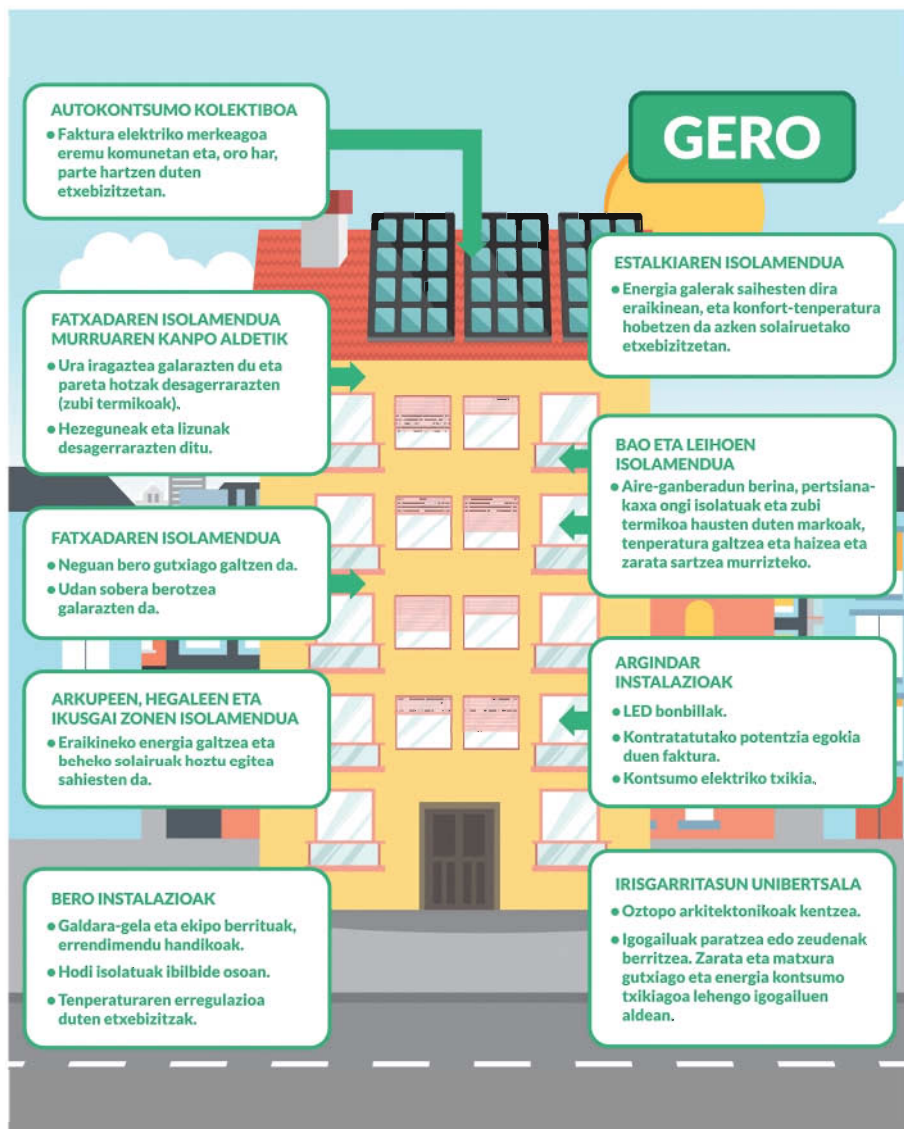 GERO
AUTOKONTSUMO KOLEKTIBOA
• Faktura elektriko merkeagoa
eremu komunetan eta, oro har,
parte hartzen duten
etxebizitzetan.
FATXADAREN ISOLAMENDUA
MURRUAREN KANPO ALDETIK
• Ura iragaztea galarazten du eta
pareta hotzak desagerrarazten
(zubi termikoak).
• Hezeguneak eta lizunak
desagerrarazten ditu.
FATXADAREN ISOLAMENDUA
• Neguan bero gutxiago galtzen da.
• Udan sobera berotzea
galarazten da.
ARKUPEEN, HEGALEEN ETA
IKUSGAI ZONEN ISOLAMENDUA
• Eraikineko energia galtzea eta
beheko solairuak hoztu egitea
sahiesten da.
BERO INSTALAZIOAK
• Galdara-gela eta ekipo berrituak,
errendimendu handikoak.
• Hodi isolatuak ibilbide osoan.
• Tenperaturaren erregulazioa
duten etxebizitzak.
ESTALKIAREN ISOLAMENDUA
• Energia galerak saihesten dira
eraikinean, eta konfort-tenperatura
hobetzen da azken solairuetako
etxebizitzetan.
BAO ETA LEIHOEN
ISOLAMENDUA
• Aire-ganberadun berina, pertsiana-
kaxa ongi isolatuak eta zubi
termikoa hausten duten markoak,
tenperatura galtzea eta haizea eta
zarata sartzea murrizteko.
ARGINDAR
INSTALAZIOAK
• LED bonbillak.
• Kontratatutako potentzia egokia
duen faktura.
• Kontsumo elektriko txikia.
IRISGARRITASUN UNIBERTSALA
• Oztopo arkitektonikoak kentzea.
• Igogailuak paratzea edo zeudenak
berritzea. Zarata eta matxura
gutxiago eta energia kontsumo
txikiagoa lehengo igogailuen
aldean.